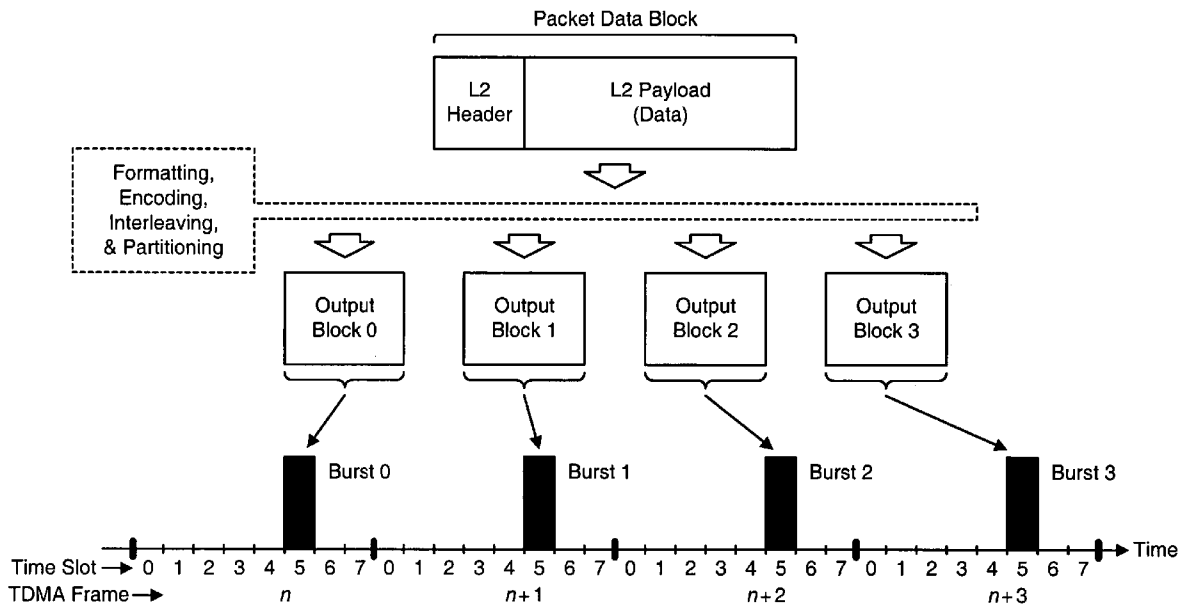 Packet Data Block
L2
Header
L2 Payload
(Data)
Formatting,
Encoding,
Interleaving,
& Partitioning
Output
Block 0
Output
Block 1
Output
Block 2
Output
Block 3
Burst 0
Burst 1
Burst 2
Burst 3
Time
Time Slot
0 1 2 3 4 5 6 7 0 1 2 3 4 5 6 7 0 1 2 3 4 5 6 7 0 1 2 3 4 5 6 7
TDMA Frame
n n+1 n+2 n+3